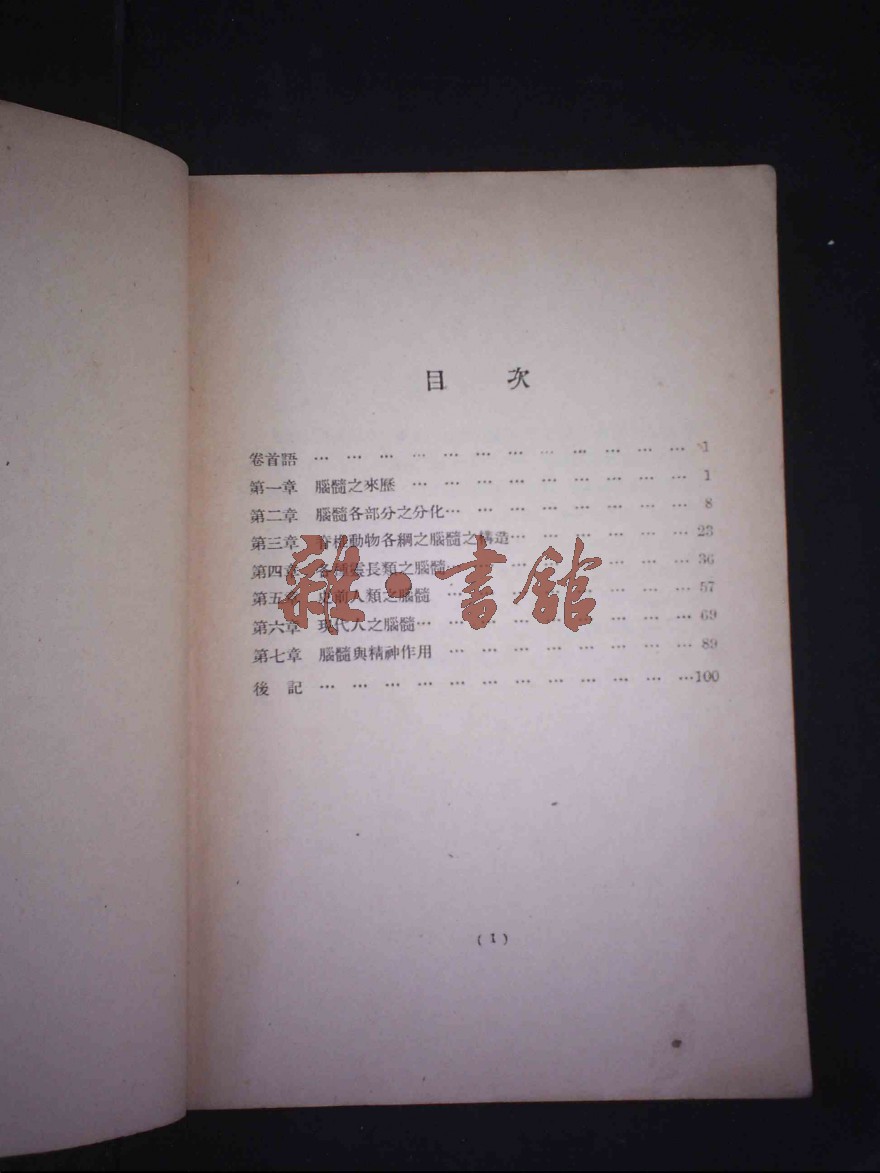 目 次
卷首語 … … … … … … … … … … … … 1
第一章 腦髓之來歷 … … … … … … … … … 1
第二章 腦髓各部分之分化… … … … … … … … 8
第三章 脊椎動物各綱之腦髓之構造… … … … … … 23
第四章 各種靈長類之腦髓… … … … … … … … 36
第五章 史前人類之腦髓 … … … … … … … … 57
第六章 現代人之腦髓… … … … … … … … … 69
第七章 腦髓與精神作用 … … … … … … … … 89
後 記 … … … … … … … … … … … …100
(1)
雜·書館